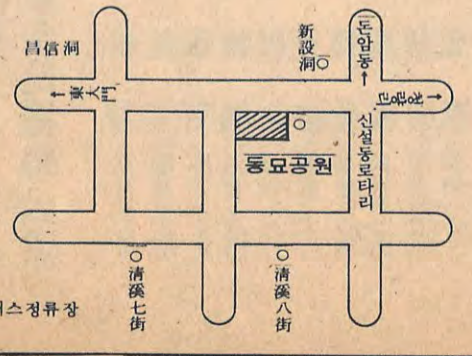 昌信洞
新設洞
돈암동→
←東大門
청량리→
신설동로타리
동묘공원
清溪七街
清溪八街
스정류장